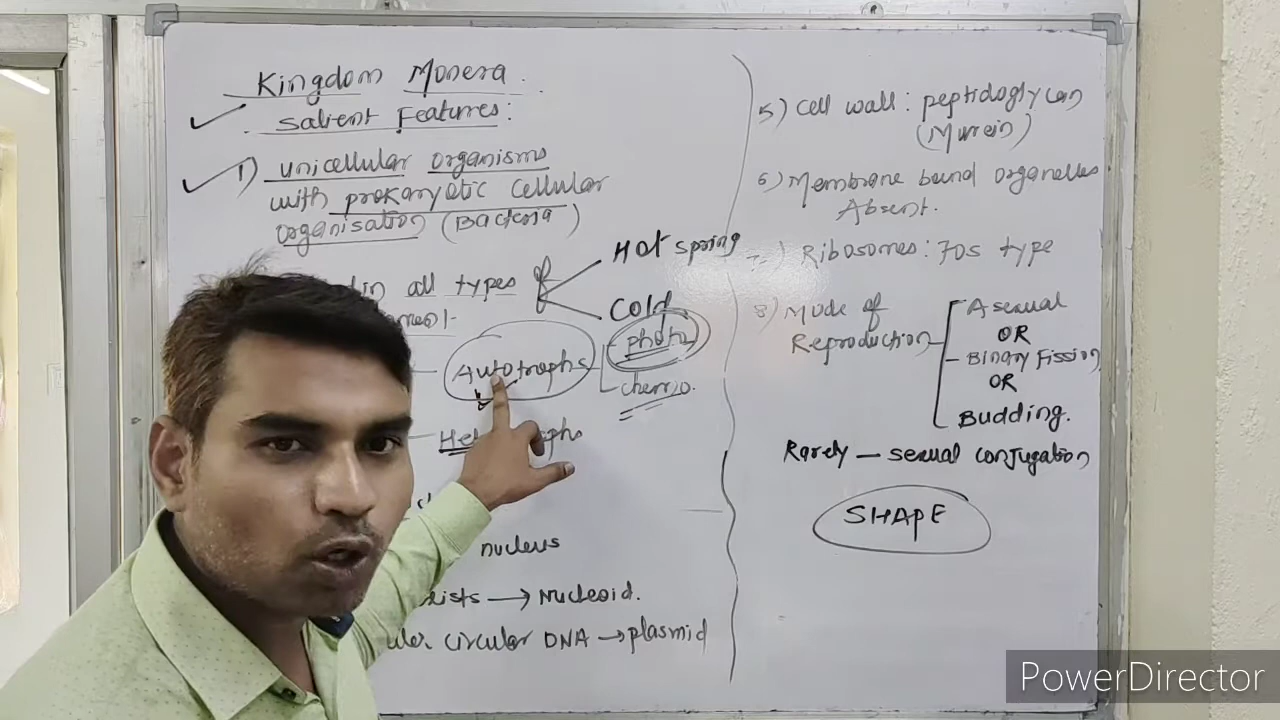 Kingdom Monera.
Salient Features:
1) unicellular organisms
with prokaryotic cellular
organisation (Bacteria)
in all types of
Hot spring
Cold
Autotrophs
photo
chemo.
nucleus
→ Nucleoid.
circular DNA → plasmid
5) Cell wall: peptidoglycan
(Murein)
6) Membrane bound organelles
Absent.
7) Ribosomes: 70s type
8) Mode of
Reproduction
Asexual
OR
Binary Fission
OR
Budding.
Rarely — sexual conjugation
SHAPE
PowerDirector